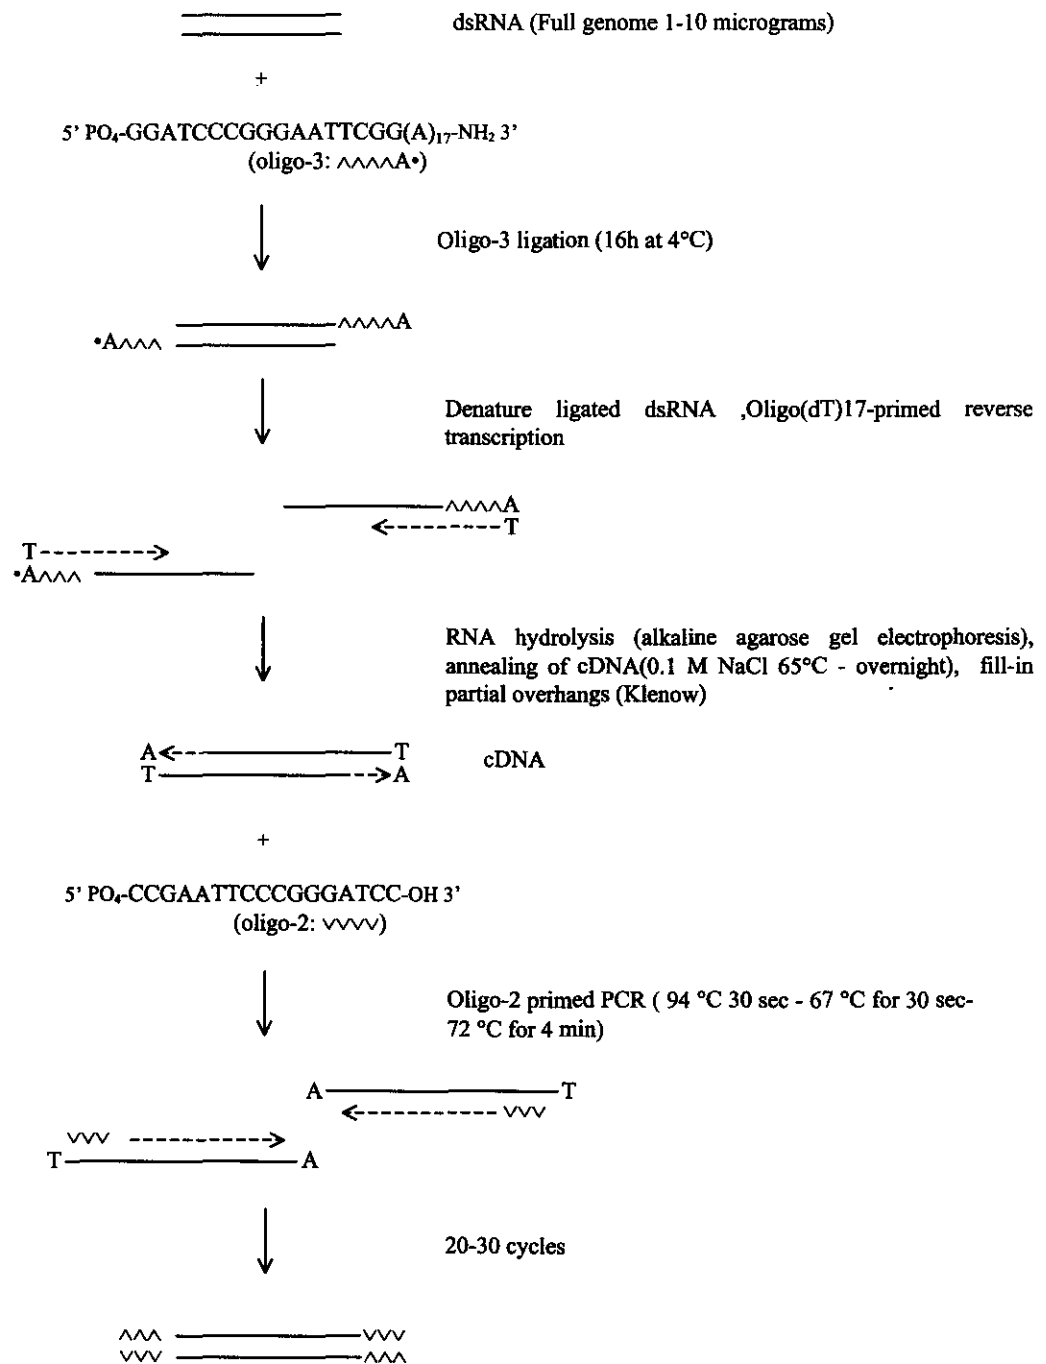 dsRNA (Full genome 1-10 micrograms)
+
5' PO₄-GGATCCCGGGAATTCGG(A)₁₇-NH₂ 3'
(oligo-3: ^^^^A•)
Oligo-3 ligation (16h at 4°C)
^^^^A
•A^^^
Denature ligated dsRNA ,Oligo(dT)17-primed reverse
transcription
^^^^A
T
T
•A^^^
RNA hydrolysis (alkaline agarose gel electrophoresis),
annealing of cDNA(0.1 M NaCl 65°C - overnight), fill-in
partial overhangs (Klenow)
A T
T A
cDNA
+
5' PO₄-CCGAATTCCCGGGATCC-OH 3'
(oligo-2: vvvv)
Oligo-2 primed PCR ( 94 °C 30 sec - 67 °C for 30 sec-
72 °C for 4 min)
A T
vvv
vvv
T A
20-30 cycles
^^^ vvv
vvv ^^^